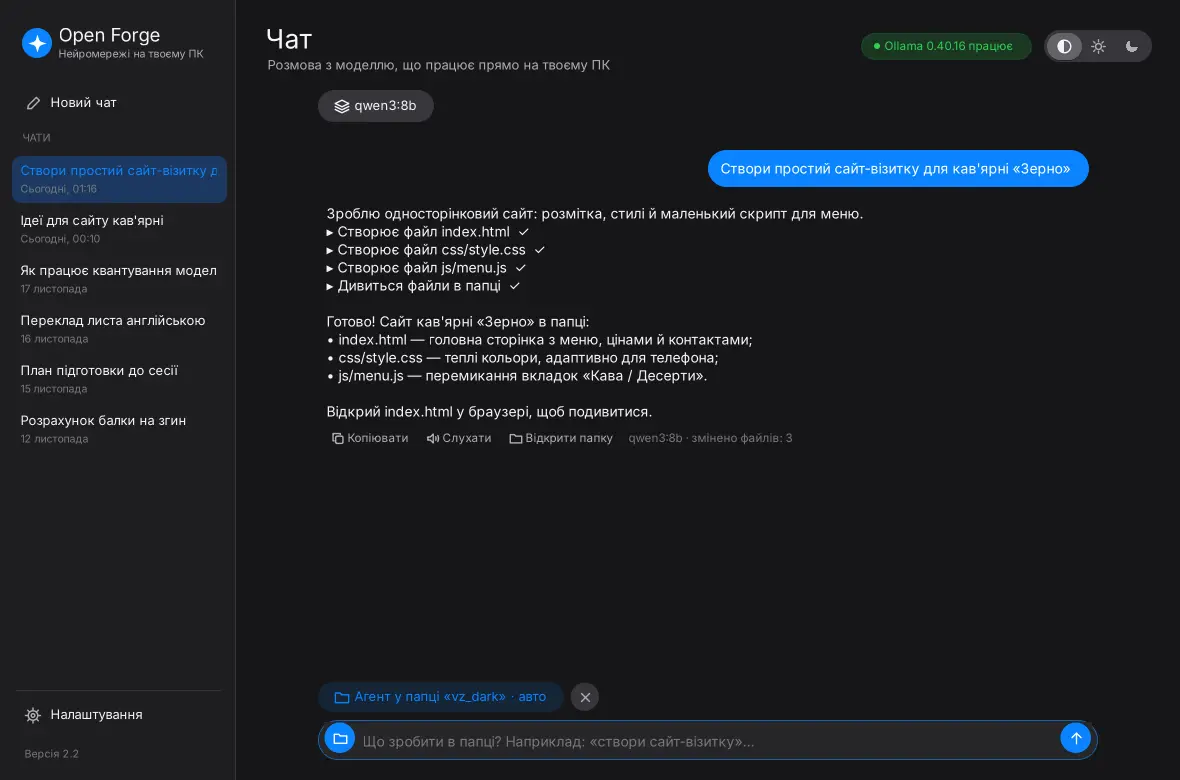 Open Forge
Нейромережі на твоєму ПК
Новий чат
ЧАТИ
Створи простий сайт-візитку д
Сьогодні, 01:16
Ідеї для сайту кав'ярні
Сьогодні, 00:10
Як працює квантування модел
17 листопада
Переклад листа англійською
16 листопада
План підготовки до сесії
15 листопада
Розрахунок балки на згин
12 листопада
Налаштування
Версія 2.2
Чат
Розмова з моделлю, що працює прямо на твоєму ПК
● Ollama 0.40.16 працює
qwen3:8b
Створи простий сайт-візитку для кав'ярні «Зерно»
Зроблю односторінковий сайт: розмітка, стилі й маленький скрипт для меню.
▸ Створює файл index.html ✓
▸ Створює файл css/style.css ✓
▸ Створює файл js/menu.js ✓
▸ Дивиться файли в папці ✓
Готово! Сайт кав'ярні «Зерно» в папці:
• index.html — головна сторінка з меню, цінами й контактами;
• css/style.css — теплі кольори, адаптивно для телефона;
• js/menu.js — перемикання вкладок «Кава / Десерти».
Відкрий index.html у браузері, щоб подивитися.
Копіювати Слухати Відкрити папку qwen3:8b · змінено файлів: 3
Агент у папці «vz_dark» · авто
Що зробити в папці? Наприклад: «створи сайт-візитку»...